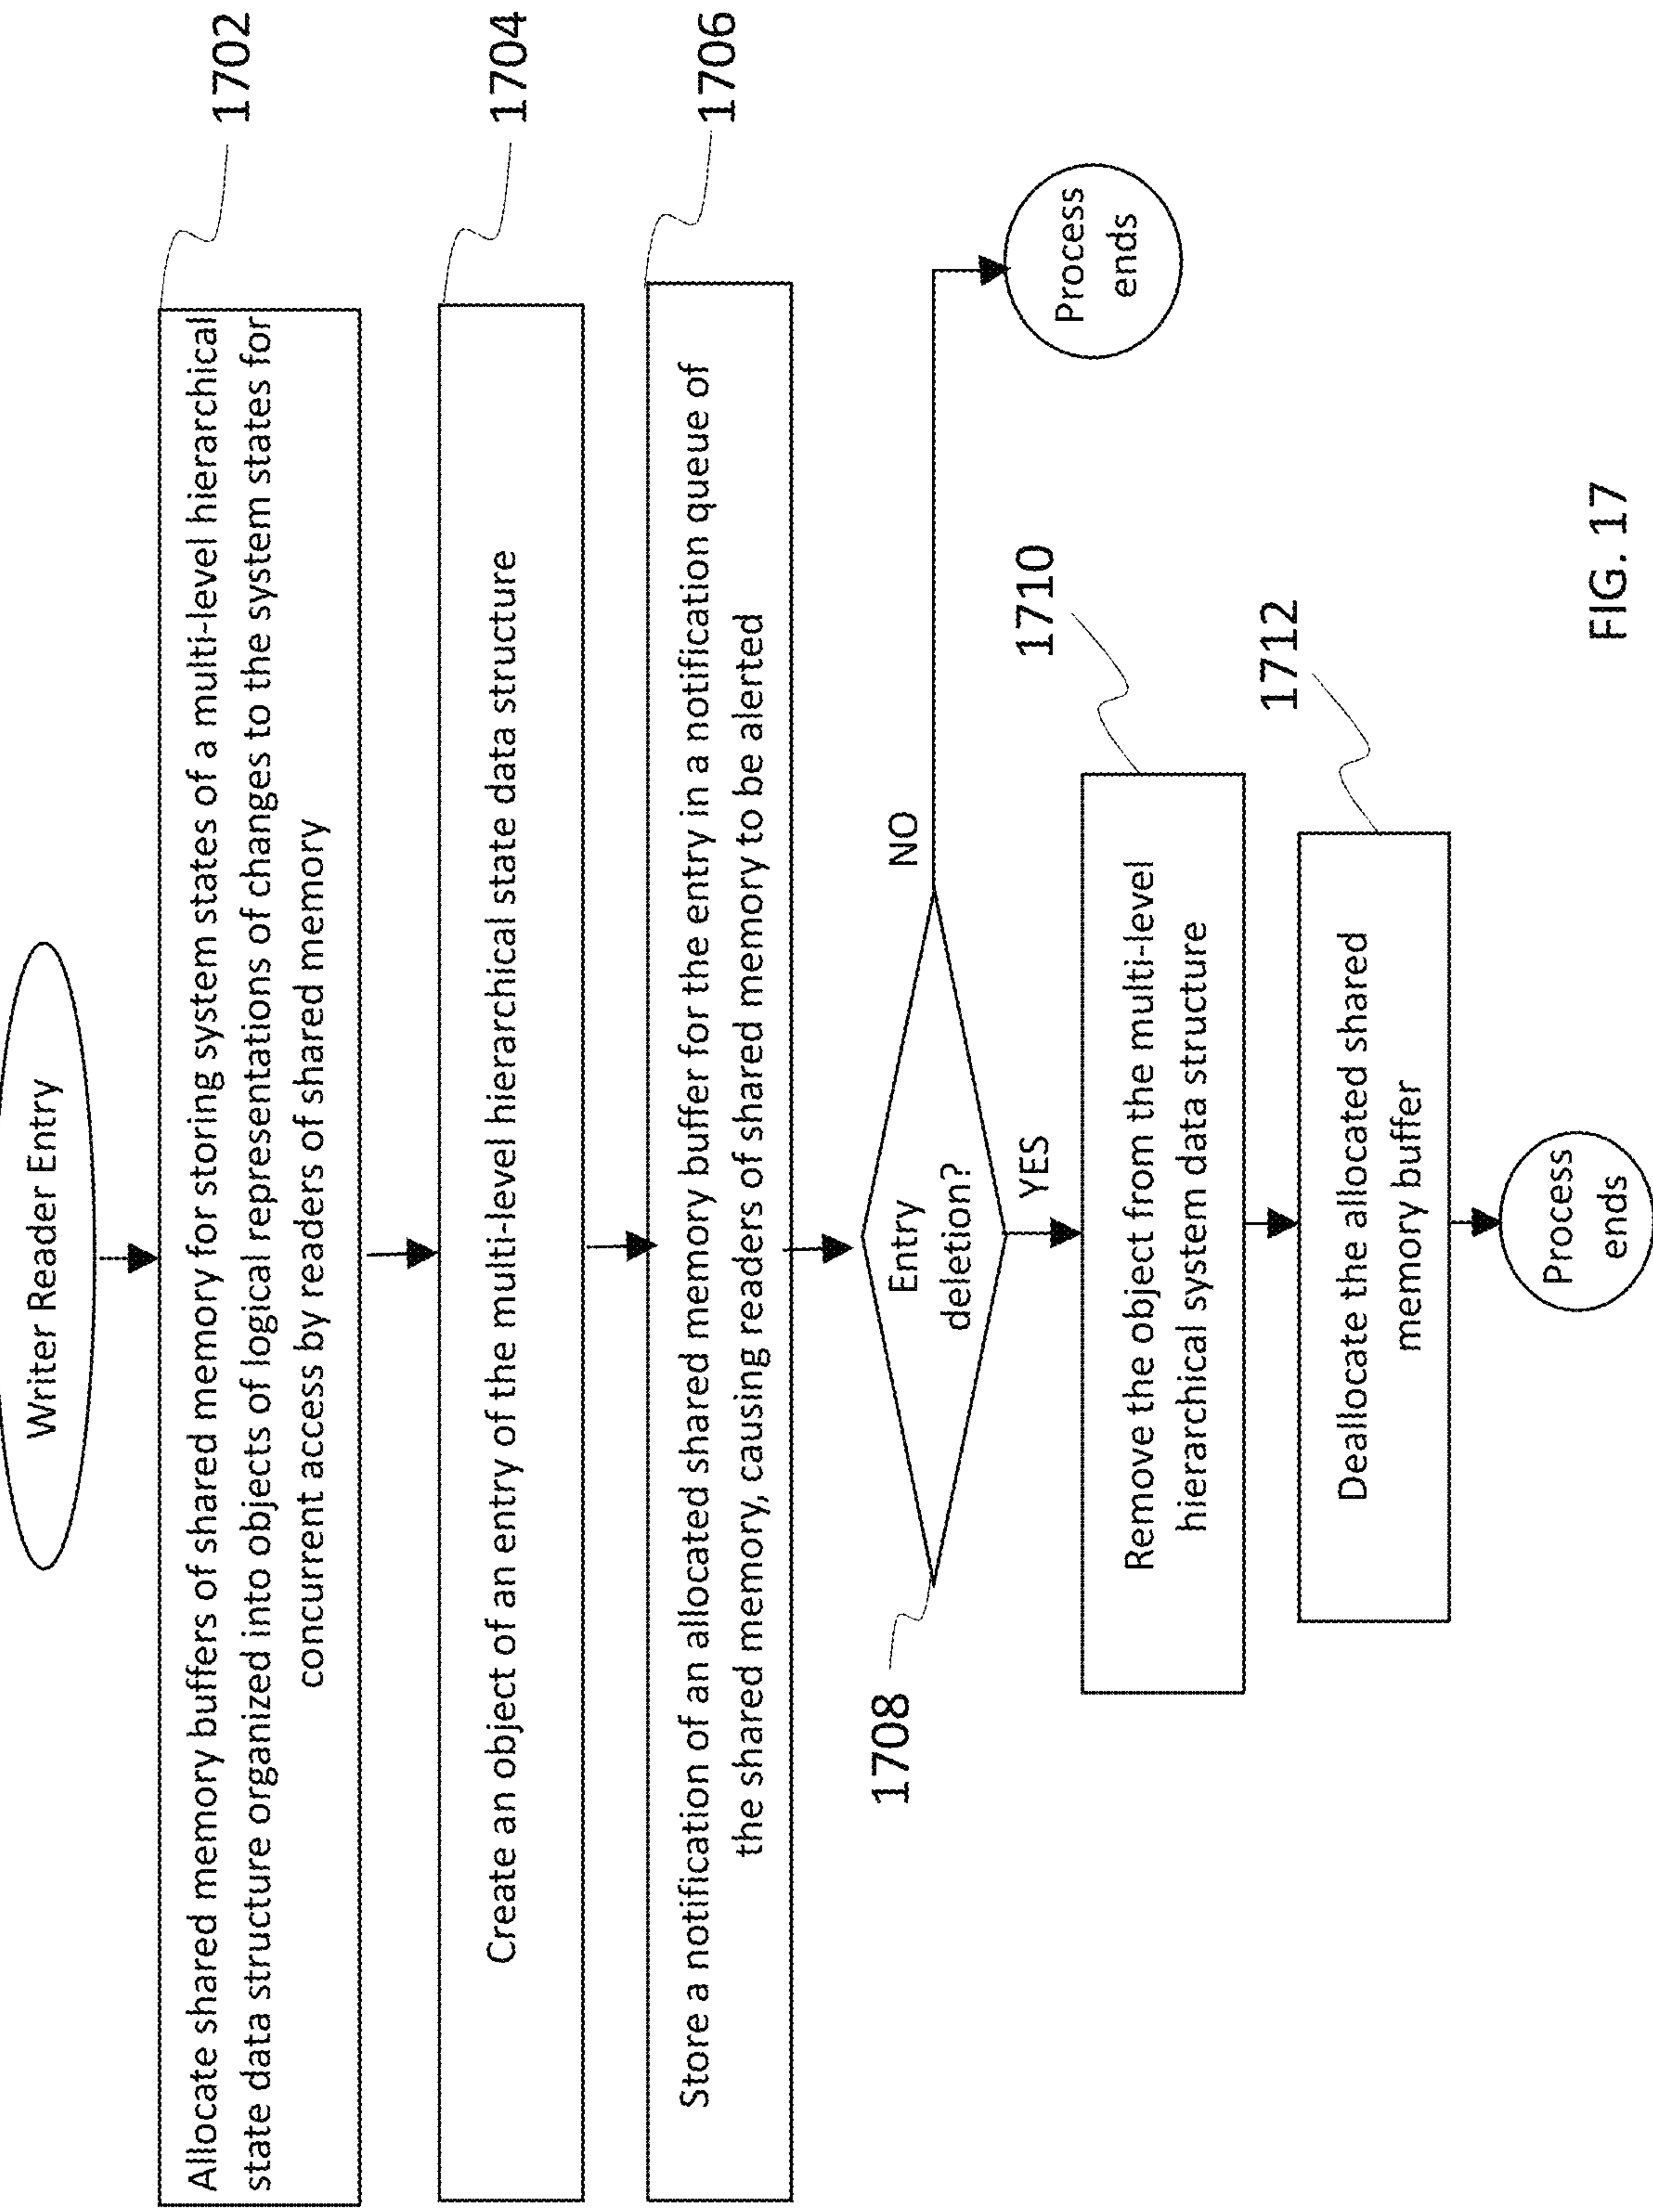 Writer Reader Entry
Allocate shared memory buffers of shared memory for storing system states of a multi-level hierarchical
state data structure organized into objects of logical representations of changes to the system states for
concurrent access by readers of shared memory
1702
Create an object of an entry of the multi-level hierarchical state data structure
1704
Store a notification of an allocated shared memory buffer for the entry in a notification queue of
the shared memory, causing readers of shared memory to be alerted
1706
Entry
deletion?
1708
NO
Process
ends
YES
Remove the object from the multi-level
hierarchical system data structure
1710
Deallocate the allocated shared
memory buffer
1712
Process
ends
FIG. 17